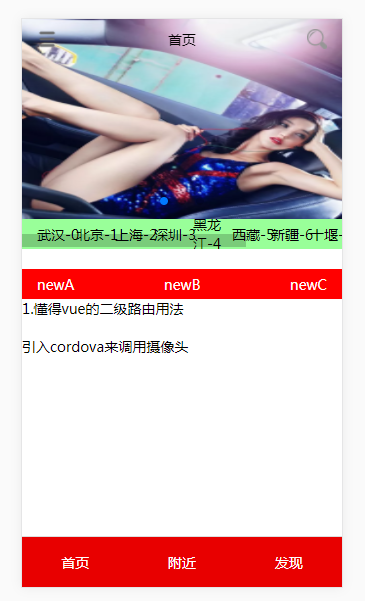 首页
武汉-0北京-1上海-2深圳-3黑龙江-4西藏-5新疆-6十堰-
newA newB newC
1.懂得vue的二级路由用法
引入cordova来调用摄像头
首页 附近 发现